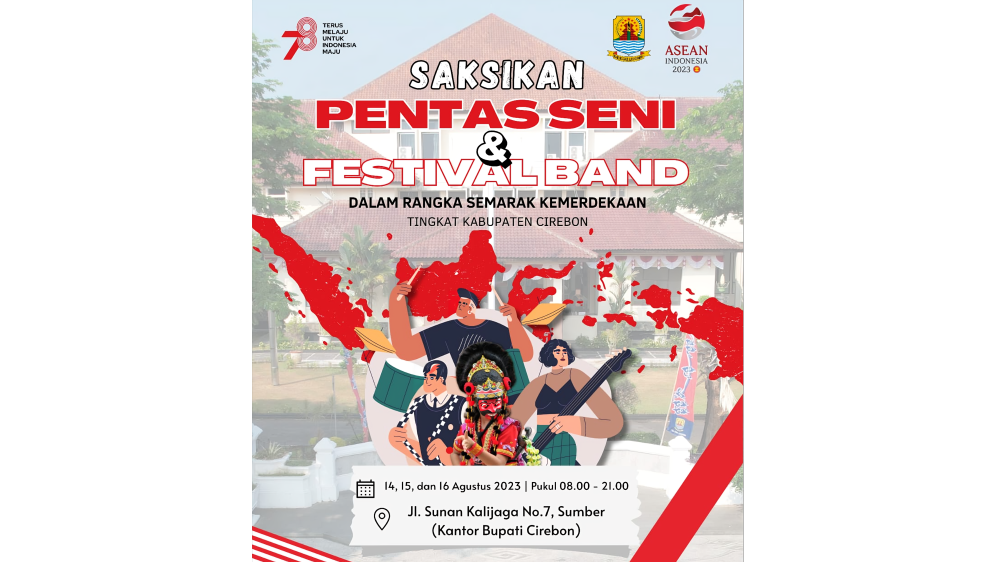 78
TERUS
MELAJU
UNTUK
INDONESIA
MAJU
ASEAN
INDONESIA
2023
SAKSIKAN
PENTAS SENI
&
FESTIVAL BAND
DALAM RANGKA SEMARAK KEMERDEKAAN
TINGKAT KABUPATEN CIREBON
14, 15, dan 16 Agustus 2023 | Pukul 08.00 - 21.00
Jl. Sunan Kalijaga No.7, Sumber
(Kantor Bupati Cirebon)